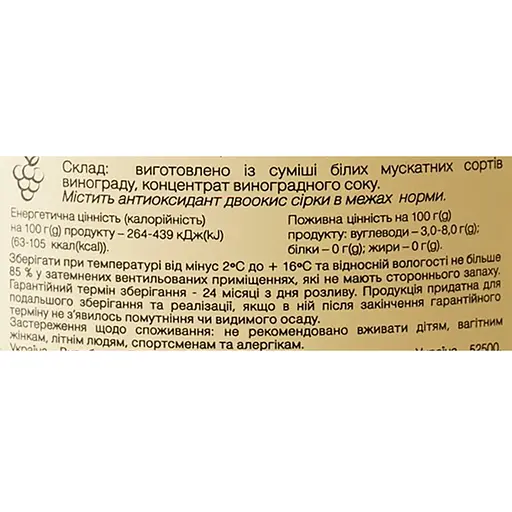 Склад: виготовлено із суміші білих мускатних сортів
винограду, концентрат виноградного соку.
Містить антиоксидант двоокис сірки в межах норми.
Енергетична цінність (калорійність)
на 100 г(g) продукту – 264-439 кДж(kJ)
(63-105 ккал(kcal)).
Поживна цінність на 100 г(g)
продукту: вуглеводи – 3,0-8,0 г(g);
білки – 0 г(g); жири – 0 г(g).
Зберігати при температурі від мінус 2°С до + 16°С та відносній вологості не більше
85 % у затемнених вентильованих приміщеннях, які не мають стороннього запаху.
Гарантійний термін зберігання - 24 місяці з дня розливу. Продукція придатна для
подальшого зберігання та реалізації, якщо в ній після закінчення гарантійного
терміну не з'явилось помутніння чи видимого осаду.
Застереження щодо споживання: не рекомендовано вживати дітям, вагітним
жінкам, літнім людям, спортсменам та алергікам.
Україна 52500,